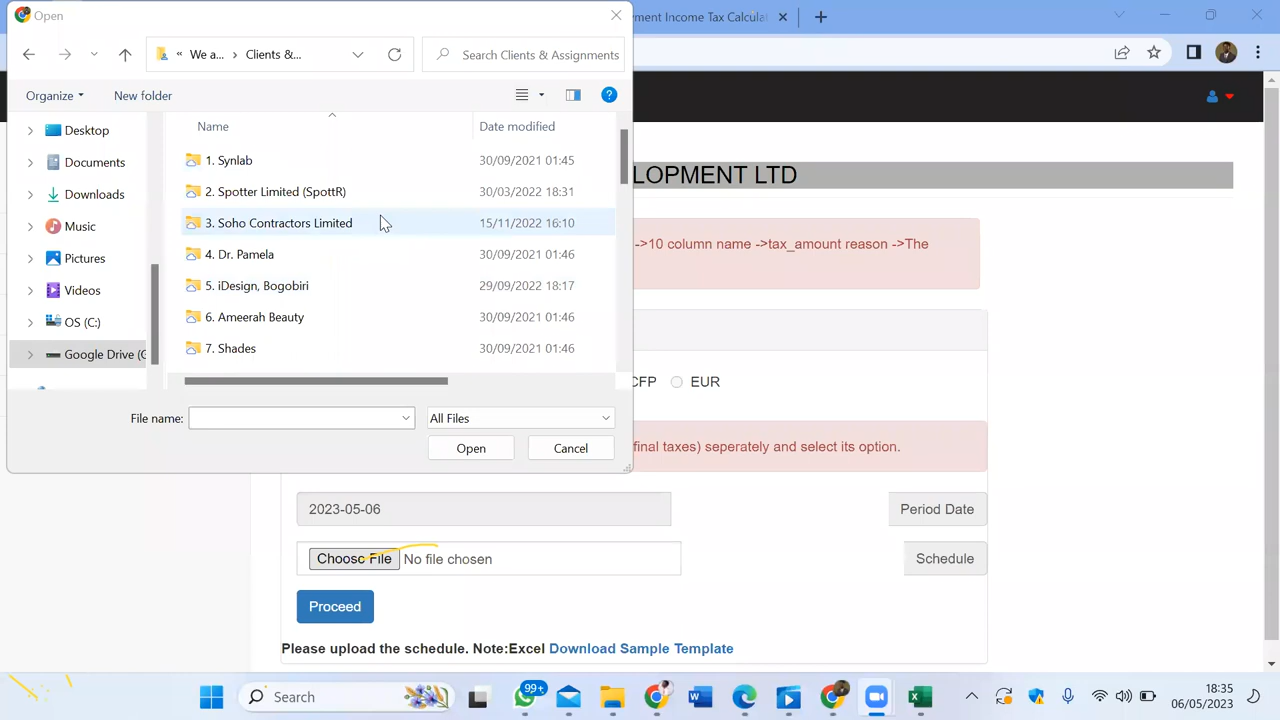 Open
ment Income Tax Calcula
« We a... > Clients &...
Search Clients & Assignments
Organize
New folder
Name
Date modified
Desktop
Documents
Downloads
Music
Pictures
Videos
OS (C:)
Google Drive (G
1. Synlab 30/09/2021 01:45
2. Spotter Limited (SpottR) 30/03/2022 18:31
3. Soho Contractors Limited 15/11/2022 16:10
4. Dr. Pamela 30/09/2021 01:46
5. iDesign, Bogobiri 29/09/2022 18:17
6. Ameerah Beauty 30/09/2021 01:46
7. Shades 30/09/2021 01:46
File name:
All Files
Open
Cancel
LOPMENT LTD
->10 column name ->tax_amount reason ->The
CFP EUR
final taxes) seperately and select its option.
2023-05-06
Period Date
Choose File No file chosen
Schedule
Proceed
Please upload the schedule. Note:Excel Download Sample Template
Search
99+
18:35
06/05/2023